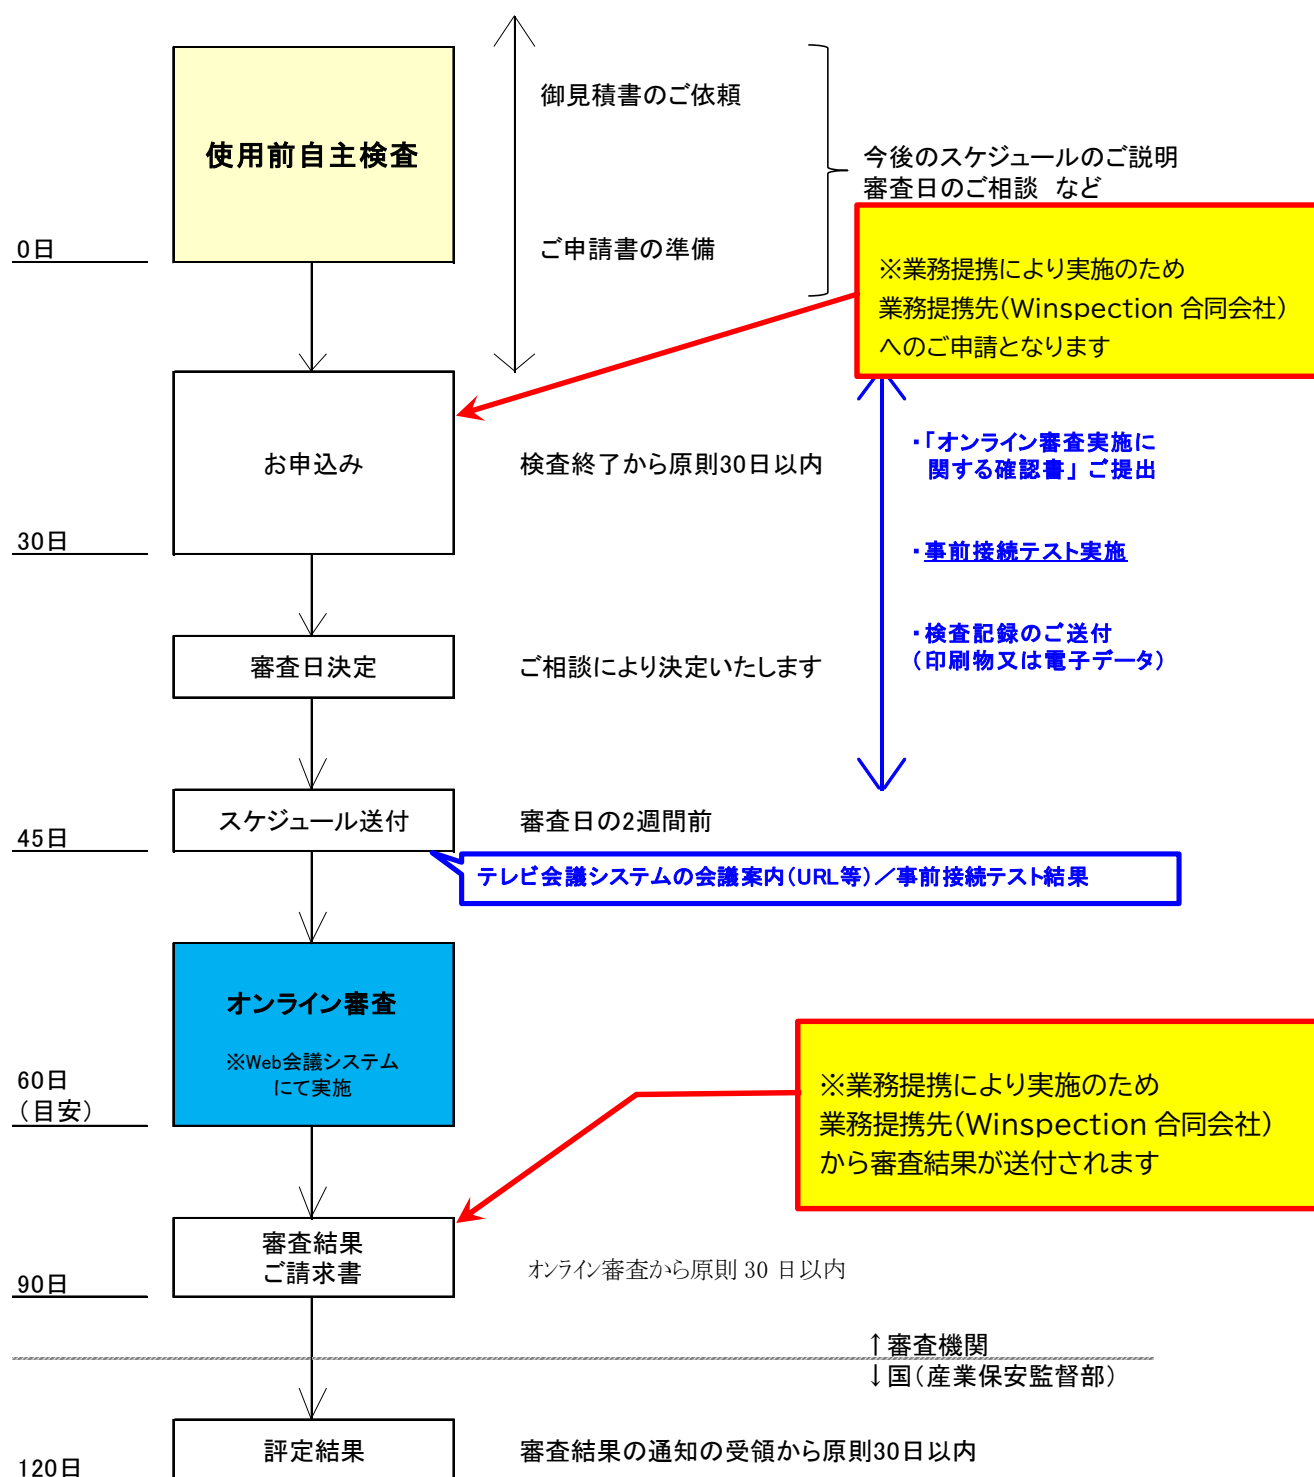 御見積書のご依頼
使用前自主検査
今後のスケジュールのご説明
審査日のご相談 など
0日
ご申請書の準備
※業務提携により実施のため
業務提携先(Winspection 合同会社)
へのご申請となります
お申込み
検査終了から原則30日以内
・「オンライン審査実施に
関する確認書」ご提出
30日
・事前接続テスト実施
審査日決定
ご相談により決定いたします
・検査記録のご送付
(印刷物又は電子データ)
スケジュール送付
審査日の2週間前
45日
テレビ会議システムの会議案内(URL等)/事前接続テスト結果
オンライン審査
※Web会議システム
にて実施
60日
(目安)
※業務提携により実施のため
業務提携先(Winspection 合同会社)
から審査結果が送付されます
審査結果
ご請求書
オンライン審査から原則 30 日以内
90日
↑審査機関
↓国(産業保安監督部)
評定結果
審査結果の通知の受領から原則30日以内
120日